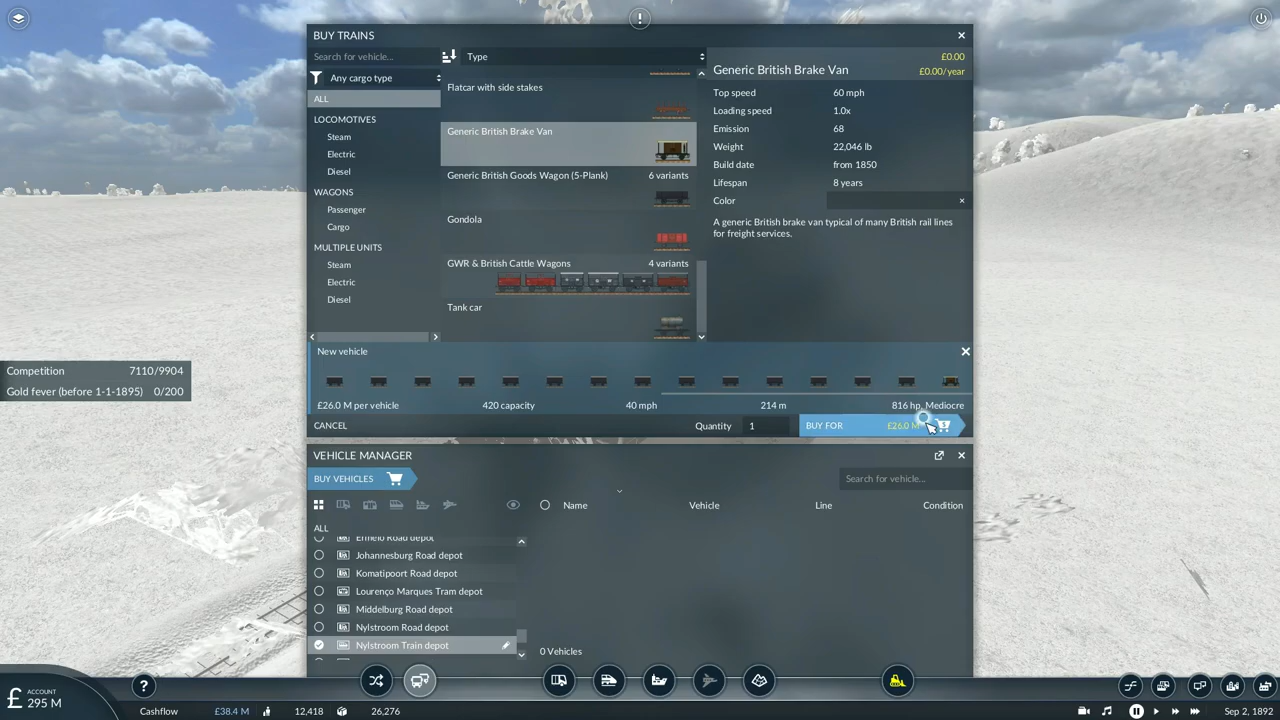 BUY TRAINS
Search for vehicle...
Type
£0.00
Any cargo type
Generic British Brake Van
£0.00/year
ALL
Flatcar with side stakes
Top speed 60 mph
LOCOMOTIVES
Loading speed 1.0x
Steam
Generic British Brake Van
Emission 68
Electric
Weight 22,046 lb
Diesel
Build date from 1850
Generic British Goods Wagon (5-Plank) 6 variants
Lifespan 8 years
WAGONS
Color
Passenger
Gondola
A generic British brake van typical of many British rail lines
for freight services.
Cargo
MULTIPLE UNITS
Steam
GWR & British Cattle Wagons 4 variants
Electric
Diesel
Tank car
New vehicle
Competition 7110/9904
Gold fever (before 1-1-1895) 0/200
£26.0 M per vehicle 420 capacity 40 mph 214 m 816 hp, Mediocre
CANCEL Quantity 1 BUY FOR £26.0 M
VEHICLE MANAGER
BUY VEHICLES
Search for vehicle...
Name Vehicle Line Condition
ALL
Ermelo Road depot
Johannesburg Road depot
Komatipoort Road depot
Lourenço Marques Tram depot
Middelburg Road depot
Nylstroom Road depot
Nylstroom Train depot
0 Vehicles
£ ACCOUNT
295 M
?
Cashflow £38.4 M 12,418 26,276 Sep 2, 1892